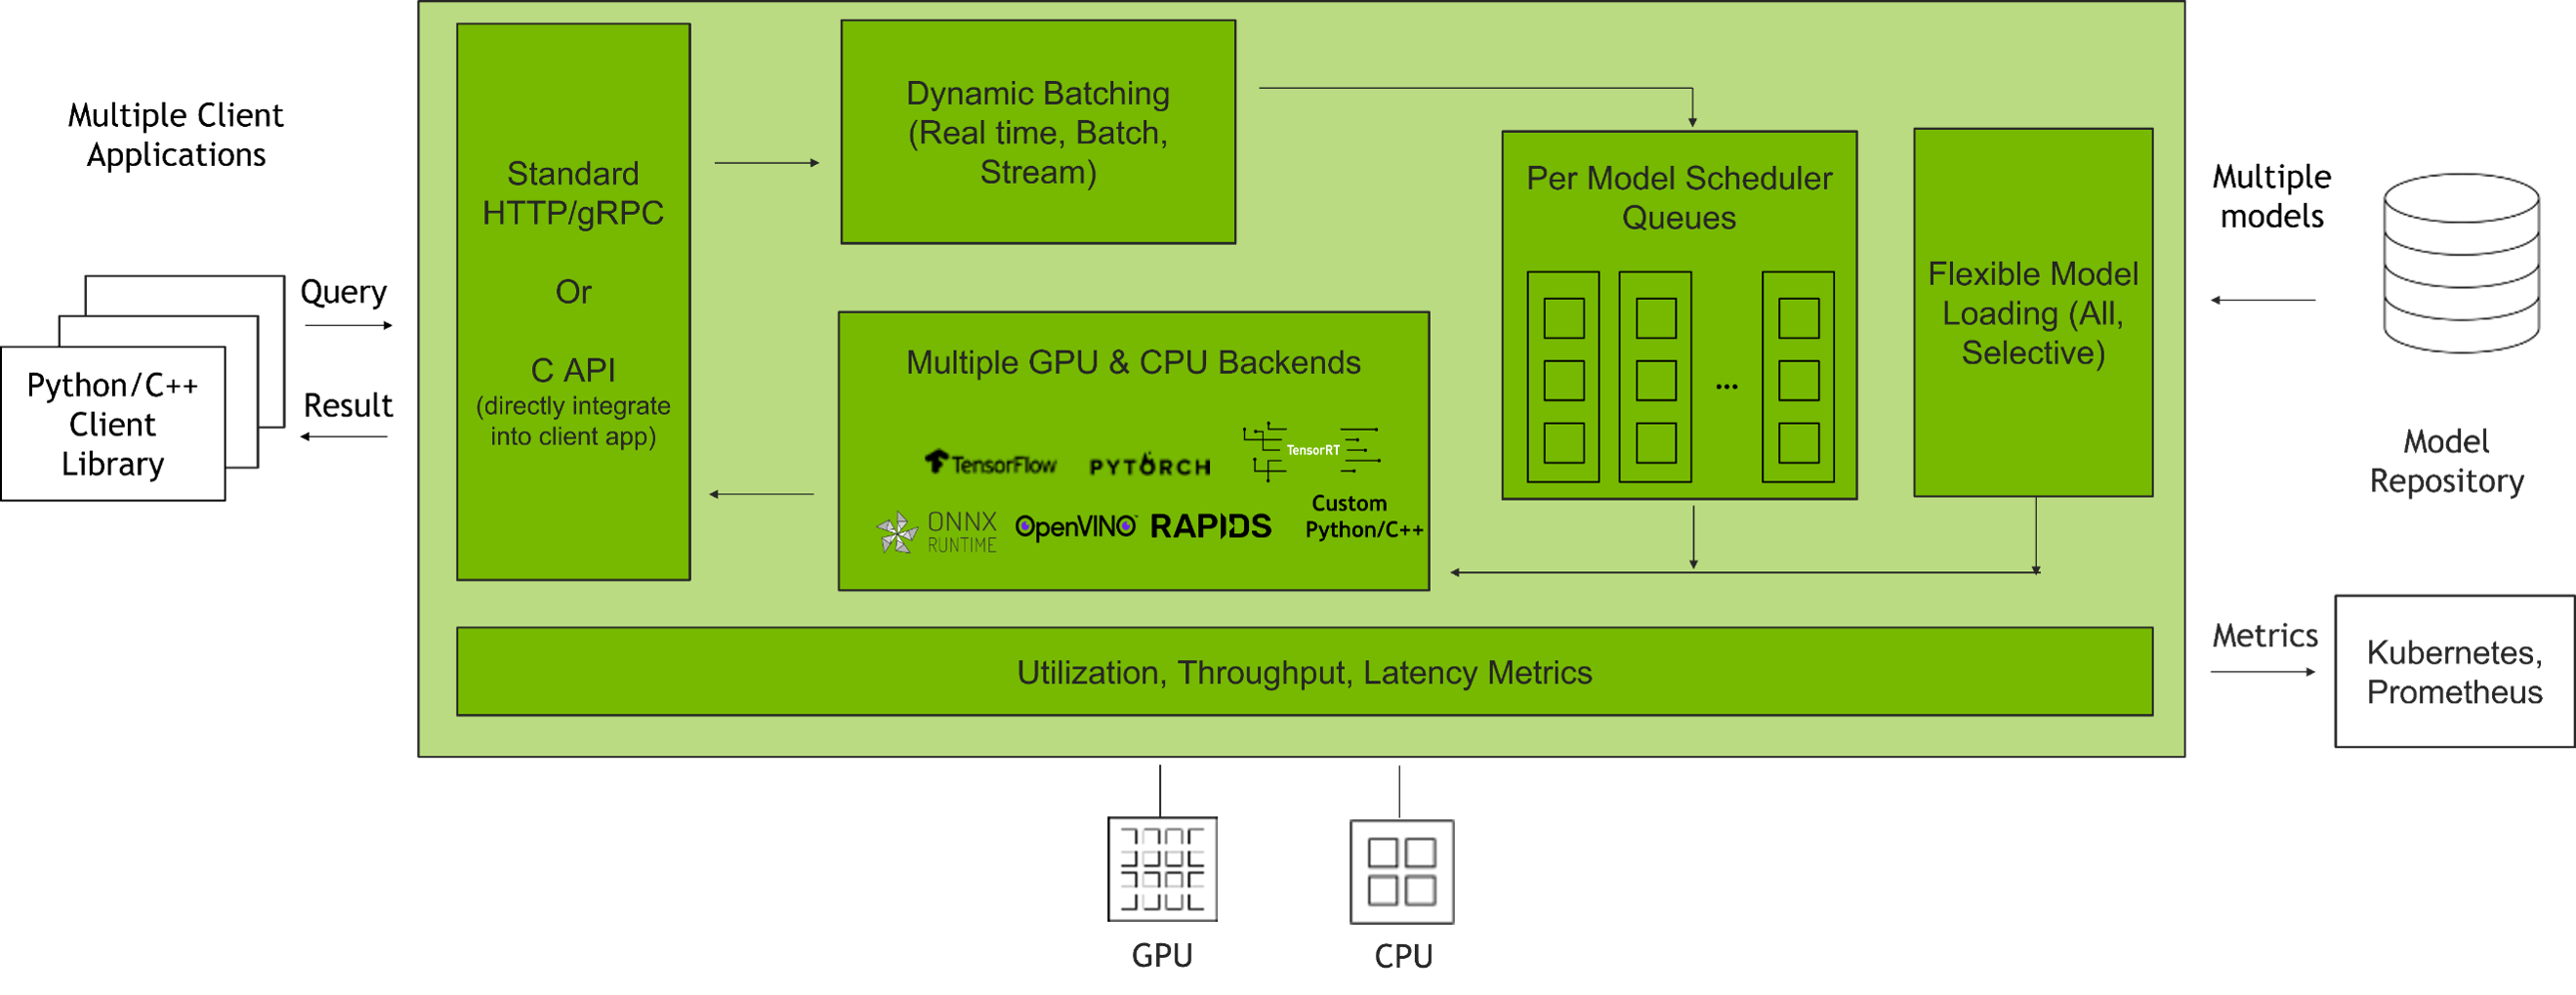 Multiple Client
Applications
Query
Result
Python/C++
Client
Library
Standard
HTTP/gRPC
Or
C API
(directly integrate
into client app)
Dynamic Batching
(Real time, Batch,
Stream)
Multiple GPU & CPU Backends
TensorFlow
PYTORCH
TensorRT
ONNX
RUNTIME
OpenVINO™
RAPIDS
Custom
Python/C++
Per Model Scheduler
Queues
...
Flexible Model
Loading (All,
Selective)
Multiple
models
Model
Repository
Utilization, Throughput, Latency Metrics
Metrics
Kubernetes,
Prometheus
GPU
CPU